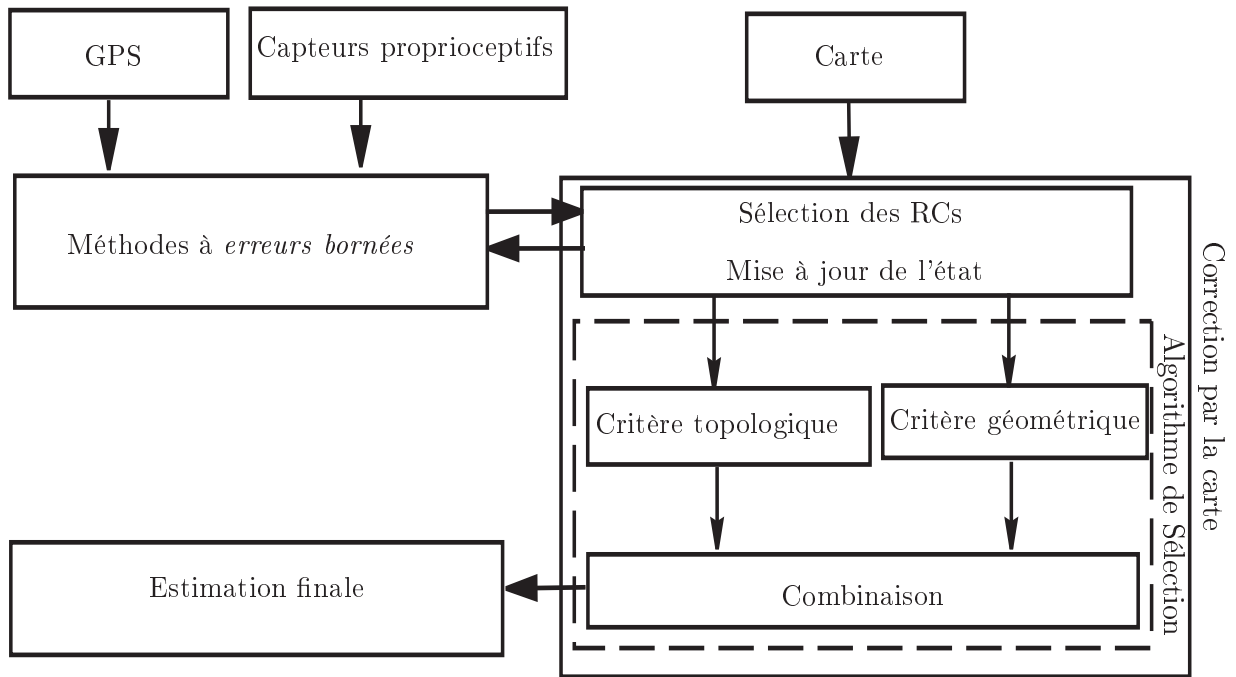 GPS
Capteurs proprioceptifs
Carte
Méthodes à erreurs bornées
Sélection des RCs
Mise à jour de l'état
Correction par la carte
Algorithme de Sélection
Critère topologique
Critère géométrique
Estimation finale
Combinaison